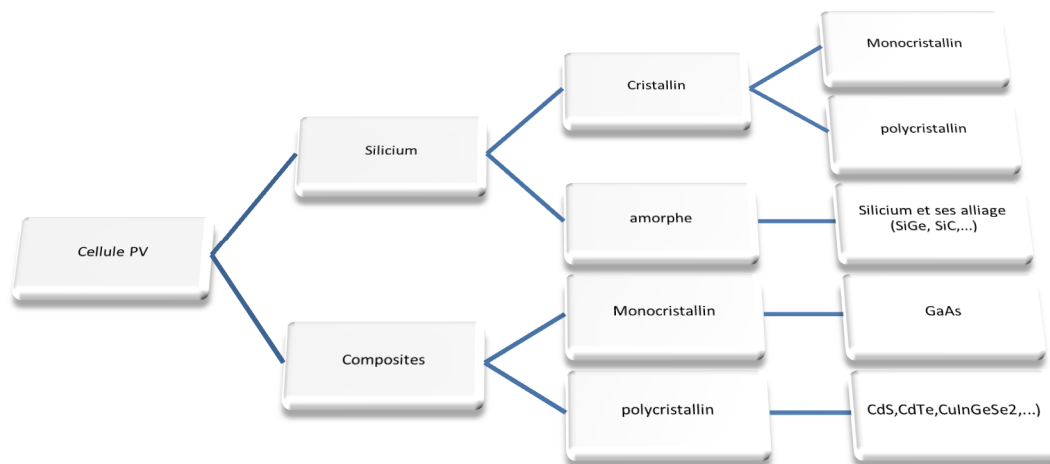 Cellule PV
Silicium
Cristallin
Monocristallin
polycristallin
amorphe
Silicium et ses alliage
(SiGe, SiC,...)
Composites
Monocristallin
GaAs
polycristallin
CdS,CdTe,CuInGeSe2,...)